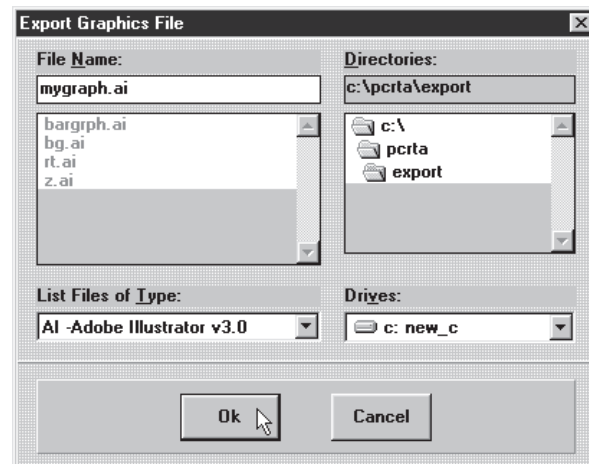 Export Graphics File
File Name:
mygraph.ai
bargrph.ai
bg.ai
rt.ai
z.ai
List Files of Type:
AI -Adobe Illustrator v3.0
Directories:
c:\pcrta\export
c:\
pcrta
export
Drives:
c: new_c
Ok
Cancel